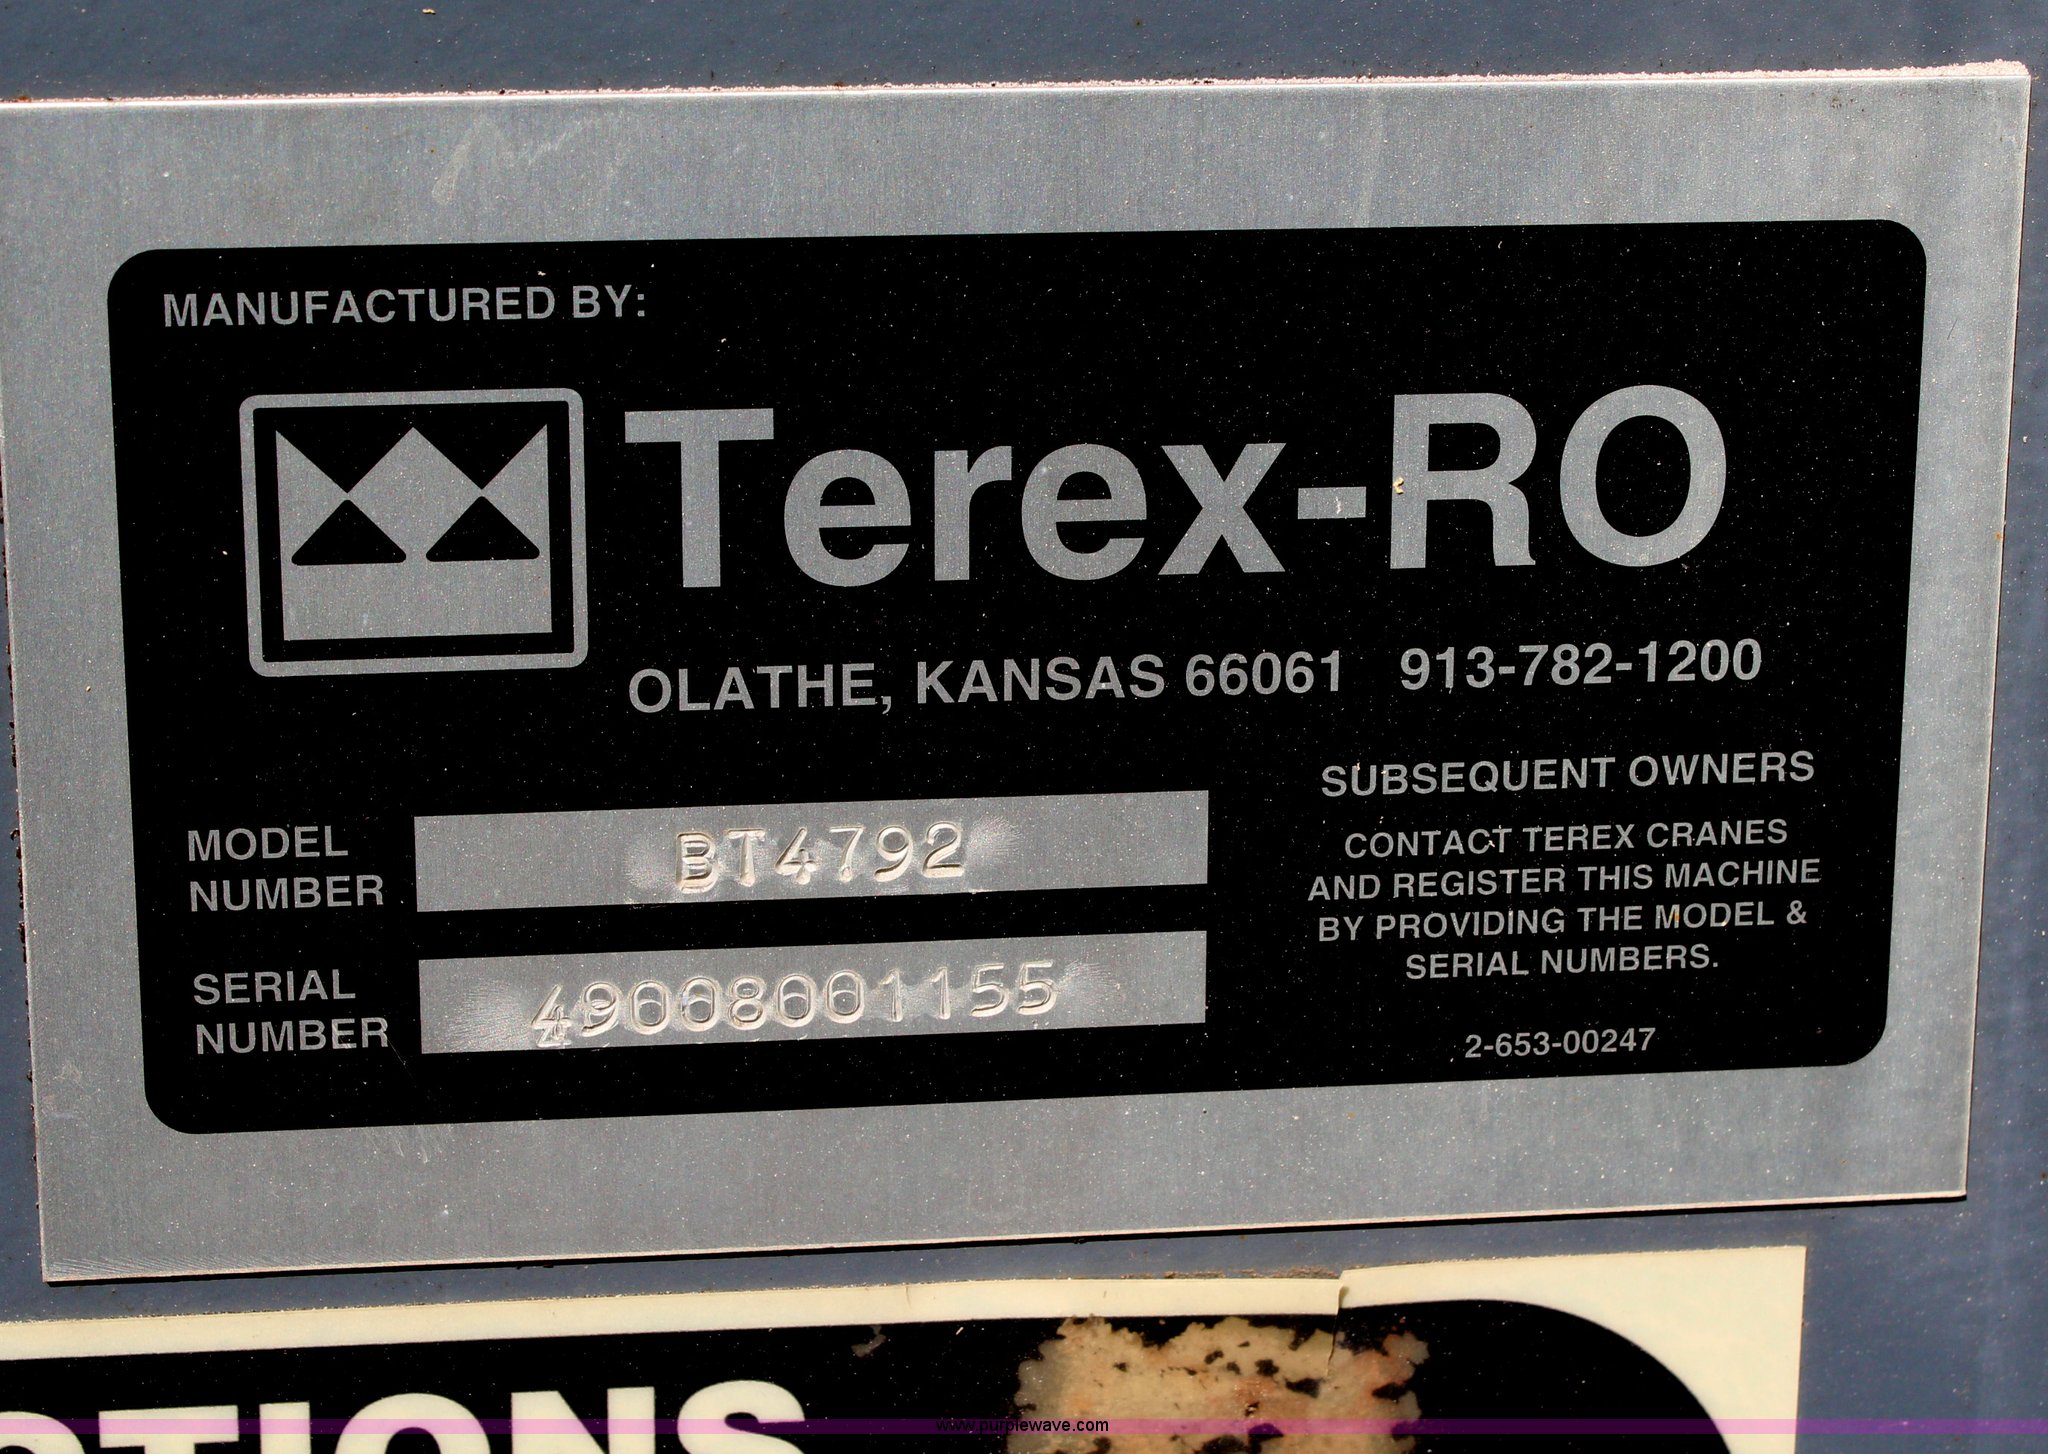 MANUFACTURED BY:
Terex-RO
OLATHE, KANSAS 66061 913-782-1200
MODEL
NUMBER
BT4792
SERIAL
NUMBER
49008001155
SUBSEQUENT OWNERS
CONTACT TEREX CRANES
AND REGISTER THIS MACHINE
BY PROVIDING THE MODEL &
SERIAL NUMBERS.
2-653-00247
www.purplewave.com